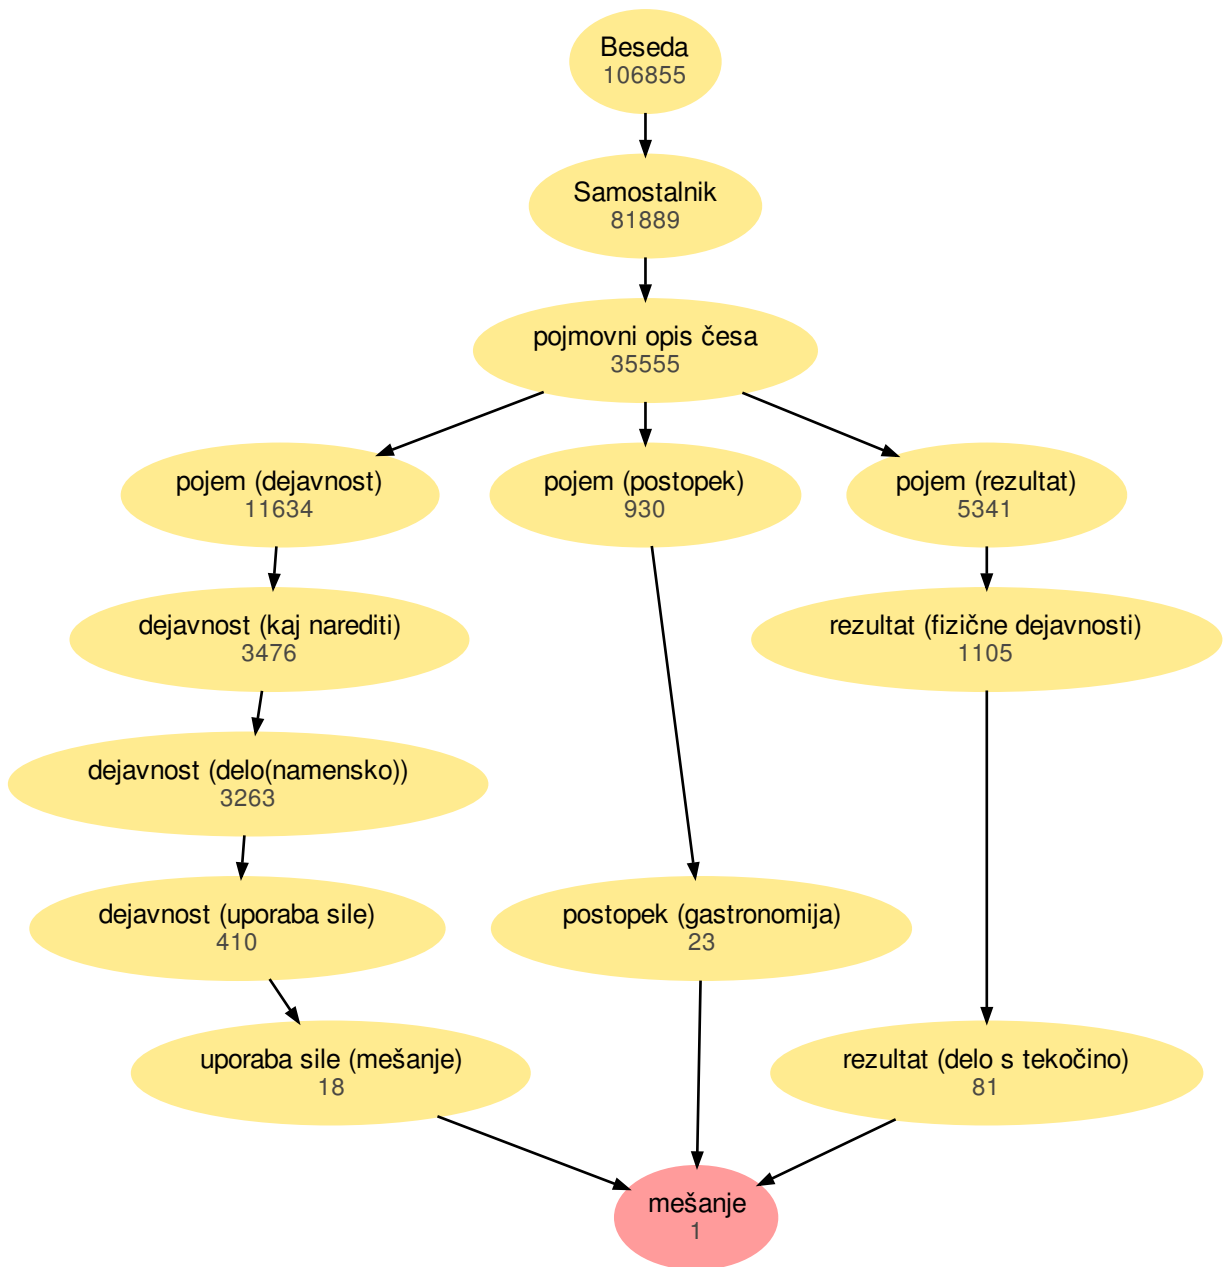 Beseda
106855
Samostalnik
81889
pojmovni opis česa
35555
pojem (dejavnost)
11634
pojem (postopek)
930
pojem (rezultat)
5341
dejavnost (kaj narediti)
3476
rezultat (fizične dejavnosti)
1105
dejavnost (delo(namensko))
3263
dejavnost (uporaba sile)
410
postopek (gastronomija)
23
uporaba sile (mešanje)
18
rezultat (delo s tekočino)
81
mešanje
1